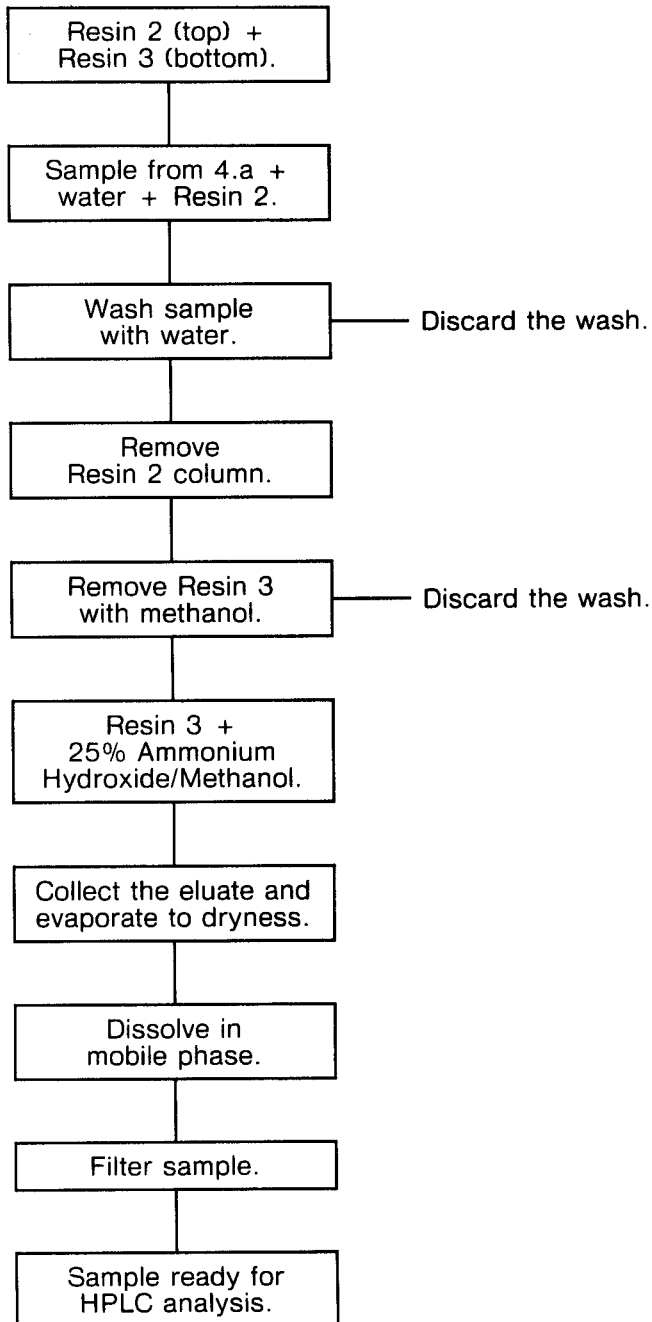 Resin 2 (top) +
Resin 3 (bottom).
Sample from 4.a +
water + Resin 2.
Wash sample
with water.
Discard the wash.
Remove
Resin 2 column.
Remove Resin 3
with methanol.
Discard the wash.
Resin 3 +
25% Ammonium
Hydroxide/Methanol.
Collect the eluate and
evaporate to dryness.
Dissolve in
mobile phase.
Filter sample.
Sample ready for
HPLC analysis.